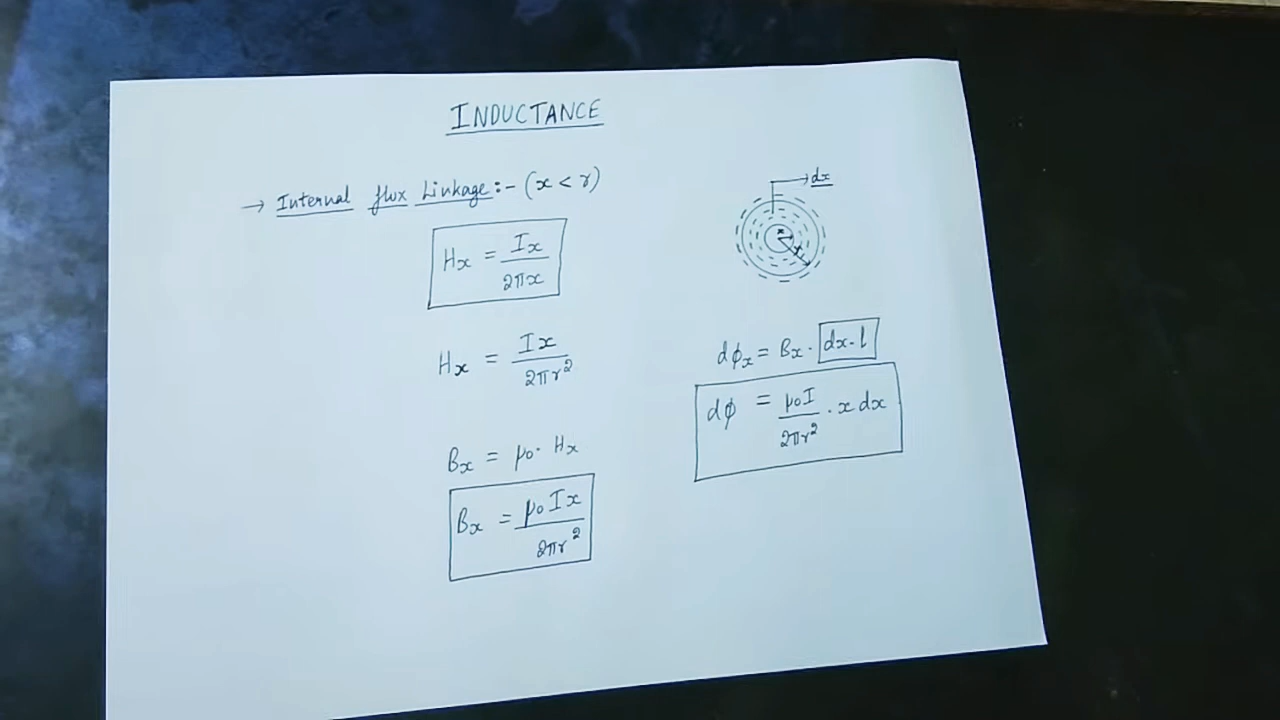 INDUCTANCE
→ Internal flux Linkage:- (x < r)
Hx = Ix / 2πx
Hx = Ix / 2πr²
Bx = μ₀ · Hx
Bx = μ₀Ix / 2πr²
dx
x
r
dϕx = Bx · dx · l
dϕ = μ₀I / 2πr² · x dx